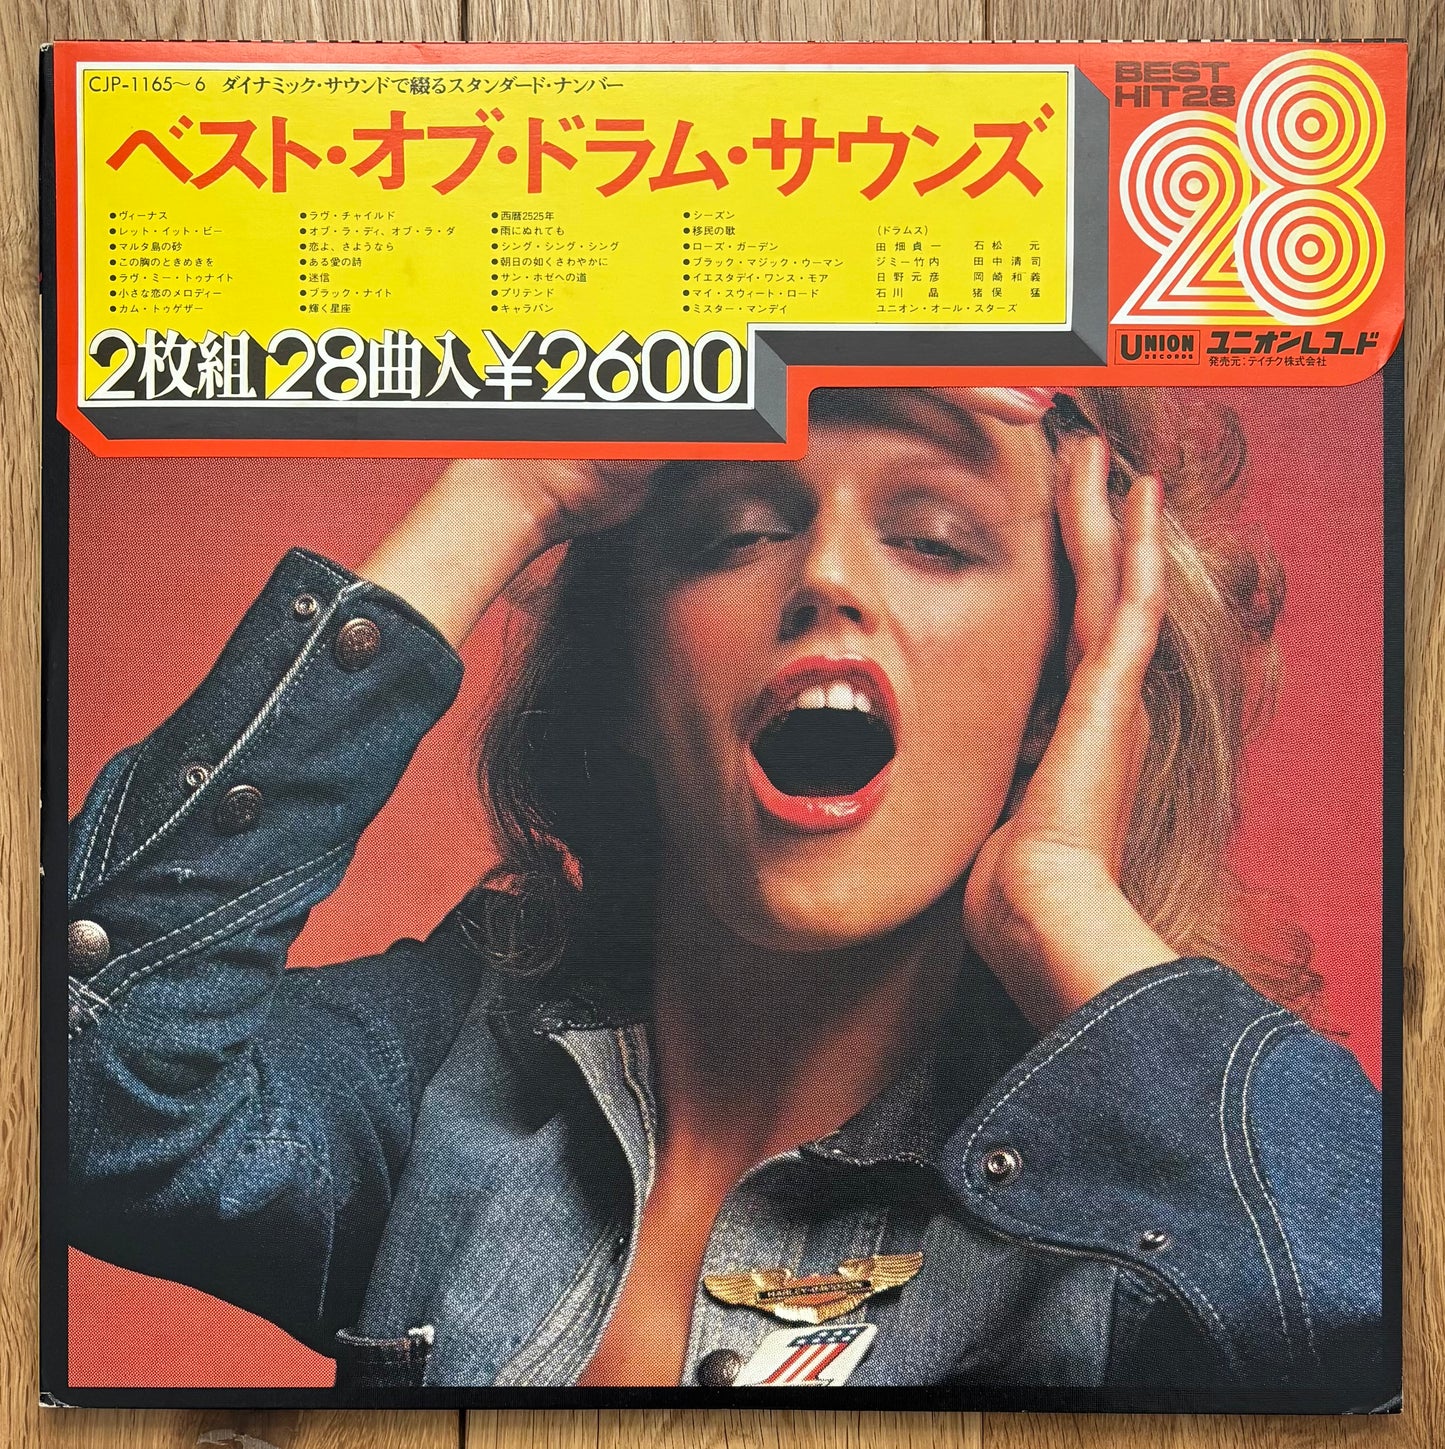 CJP-1165〜6 ダイナミック・サウンドで綴るスタンダード・ナンバー
ベスト・オブ・ドラム・サウンズ
●ヴィーナス
●レット・イット・ビー
●マルタ島の砂
●この胸のときめきを
●ラヴ・ミー・トゥナイト
●小さな恋のメロディー
●カム・トゥゲザー
●ラヴ・チャイルド
●オブ・ラ・ディ、オブ・ラ・ダ
●恋よ、さようなら
●ある愛の詩
●迷信
●ブラック・ナイト
●輝く星座
●西暦2525年
●雨にぬれても
●シング・シング・シング
●朝日の如くさわやかに
●サン・ホゼへの道
●プリテンド
●キャラバン
●シーズン
●移民の歌
●ローズ・ガーデン
●ブラック・マジック・ウーマン
●イエスタデイ・ワンス・モア
●マイ・スウィート・ロード
●ミスター・マンデイ
(ドラムス)
田畑貞一 石松元
ジミー竹内 田中清司
日野元彦 岡崎和義
石川晶 猪俣猛
ユニオン・オール・スターズ
2枚組 28曲入 ¥2600
BEST
HIT28
28
UNION
RECORDS
ユニオンレコード
発売元:テイチク株式会社
HARLEY-DAVIDSON
1